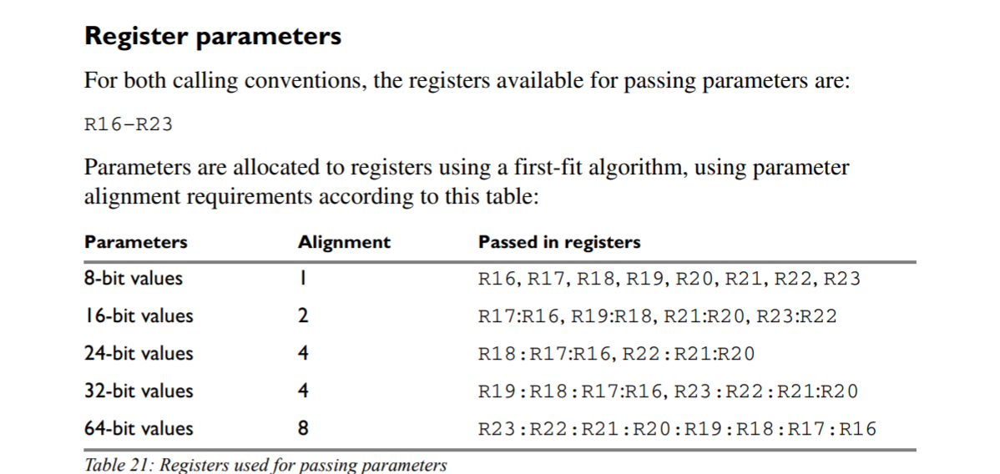 Register parameters
For both calling conventions, the registers available for passing parameters are:
R16–R23
Parameters are allocated to registers using a first-fit algorithm, using parameter
alignment requirements according to this table:
Parameters Alignment Passed in registers
8-bit values 1 R16, R17, R18, R19, R20, R21, R22, R23
16-bit values 2 R17:R16, R19:R18, R21:R20, R23:R22
24-bit values 4 R18:R17:R16, R22:R21:R20
32-bit values 4 R19:R18:R17:R16, R23:R22:R21:R20
64-bit values 8 R23:R22:R21:R20:R19:R18:R17:R16
Table 21: Registers used for passing parameters